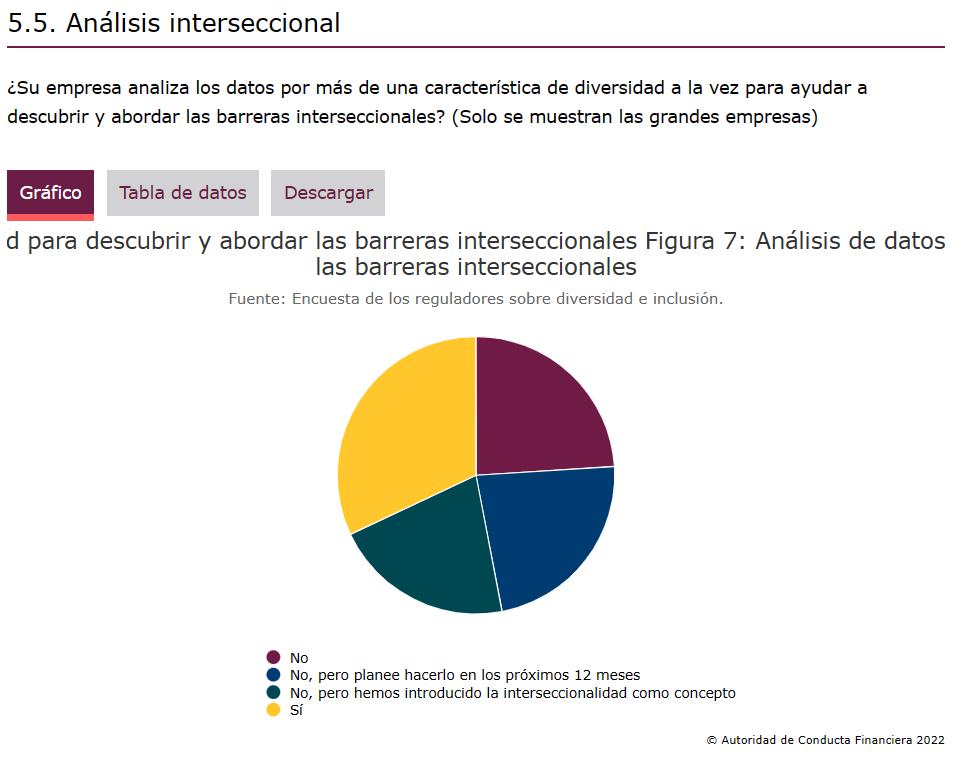 5.5. Análisis interseccional
¿Su empresa analiza los datos por más de una característica de diversidad a la vez para ayudar a
descubrir y abordar las barreras interseccionales? (Solo se muestran las grandes empresas)
Gráfico
Tabla de datos
Descargar
d para descubrir y abordar las barreras interseccionales Figura 7: Análisis de datos
las barreras interseccionales
Fuente: Encuesta de los reguladores sobre diversidad e inclusión.
No
No, pero planee hacerlo en los próximos 12 meses
No, pero hemos introducido la interseccionalidad como concepto
Sí
© Autoridad de Conducta Financiera 2022